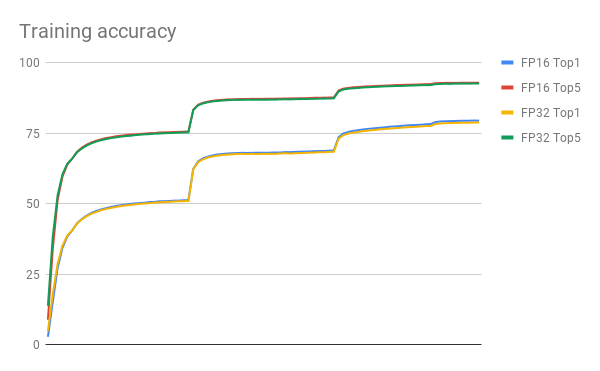 Training accuracy
100
75
50
25
0
FP16 Top1
FP16 Top5
FP32 Top1
FP32 Top5